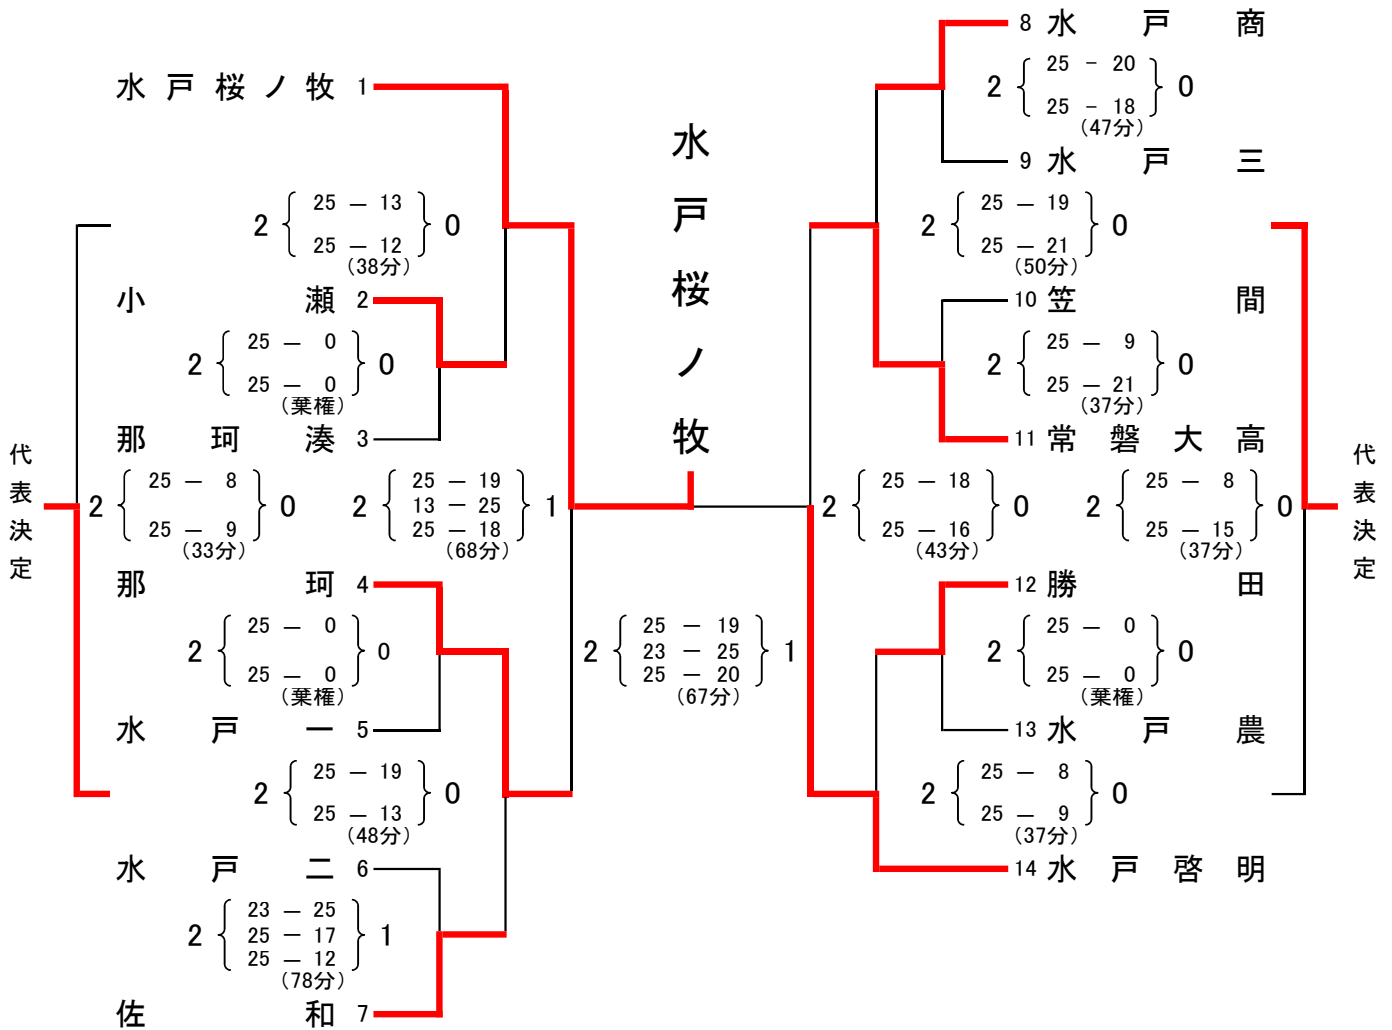 水戸桜ノ牧 1
2 25 － 13 0
25 － 12
(38分)
小瀬 2
2 25 － 0 0
25 － 0
(棄権)
那珂湊 3
代表決定
2 25 － 8 0
25 － 9
(33分)
2 25 － 19 1
13 － 25
25 － 18
(68分)
那珂 4
2 25 － 0 0
25 － 0
(棄権)
水戸一 5
2 25 － 19 0
25 － 13
(48分)
水戸二 6
2 23 － 25 1
25 － 17
25 － 12
(78分)
佐和 7
水戸桜ノ牧
2 25 － 19 1
23 － 25
25 － 20
(67分)
8 水戸商
2 25 － 20 0
25 － 18
(47分)
9 水戸三
2 25 － 19 0
25 － 21
(50分)
10 笠間
2 25 － 9 0
25 － 21
(37分)
11 常磐大高
2 25 － 18 0
25 － 16
(43分)
2 25 － 8 0
25 － 15
(37分)
代表決定
12 勝田
2 25 － 0 0
25 － 0
(棄権)
13 水戸農
2 25 － 8 0
25 － 9
(37分)
14 水戸啓明